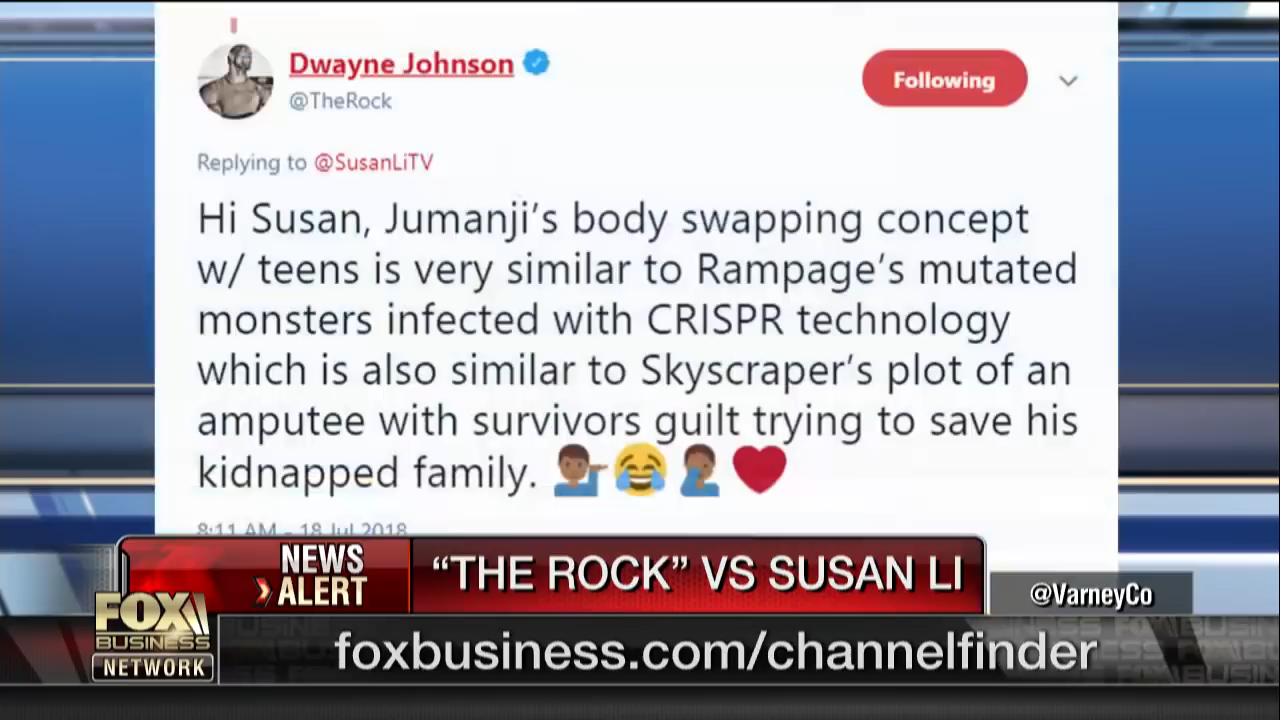 Dwayne Johnson
@TheRock
Following
Replying to @SusanLiTV
Hi Susan, Jumanji's body swapping concept
w/ teens is very similar to Rampage's mutated
monsters infected with CRISPR technology
which is also similar to Skyscraper's plot of an
amputee with survivors guilt trying to save his
kidnapped family. 💁🏾‍♂️😂🤦🏾‍♂️❤️
8:11 AM - 18 Jul 2018
NEWS
ALERT
"THE ROCK" VS SUSAN LI
@VarneyCo
FOX
BUSINESS
NETWORK
foxbusiness.com/channelfinder